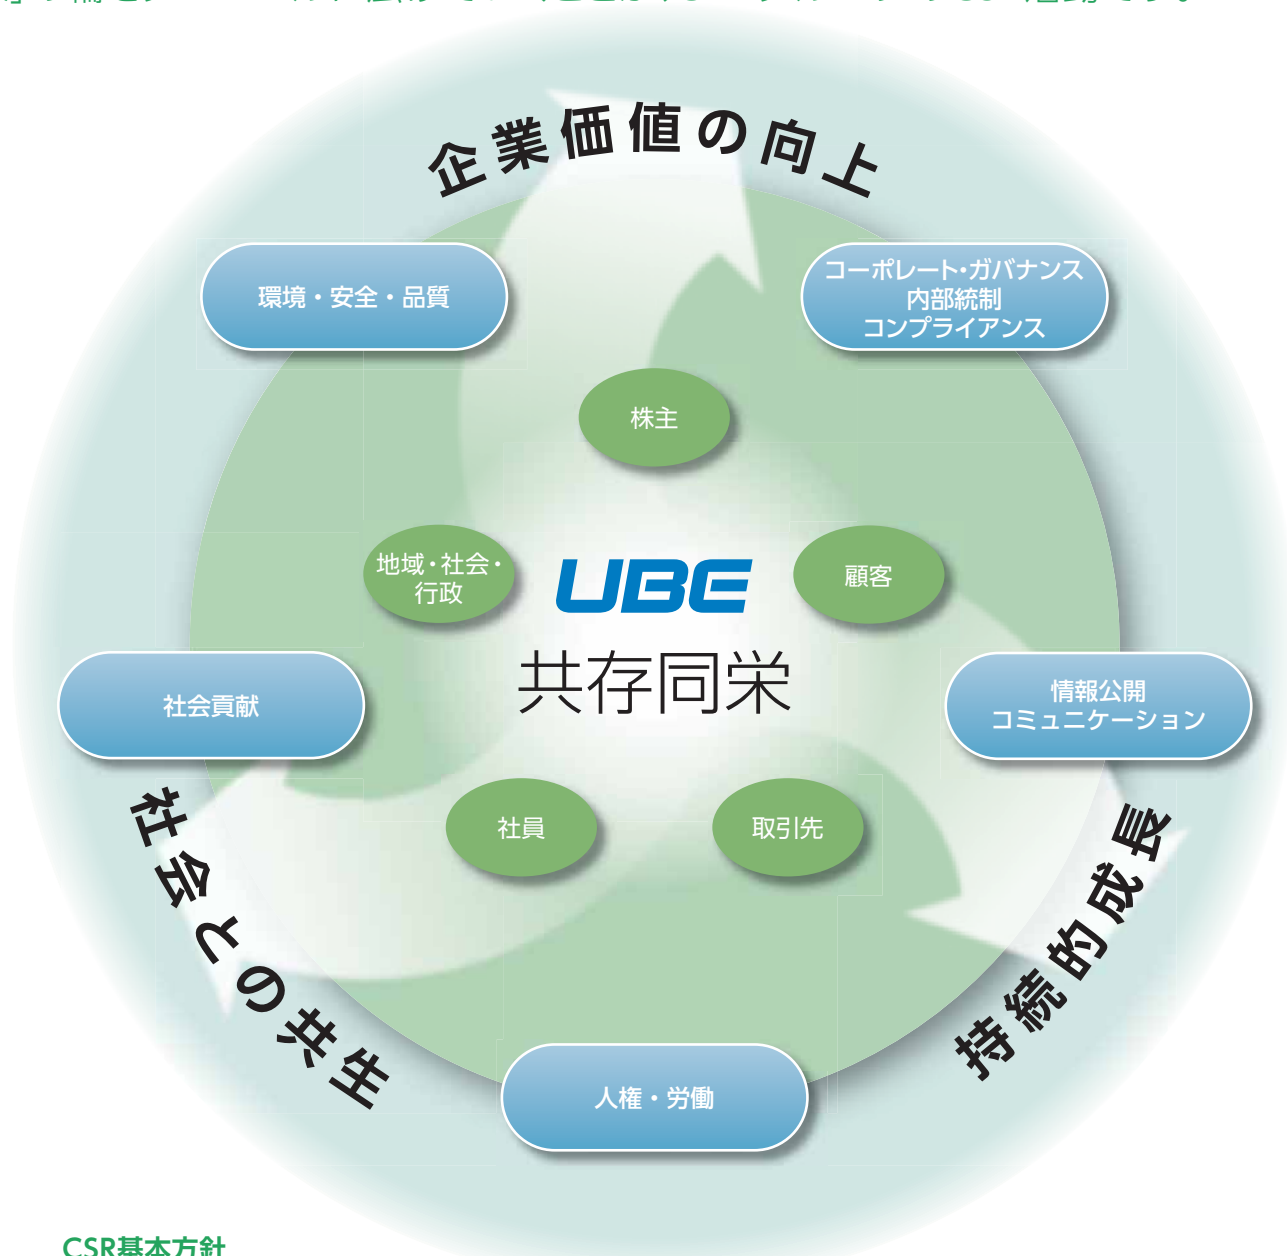 企業価値の向上
環境・安全・品質
コーポレート・ガバナンス
内部統制
コンプライアンス
株主
地域・社会・
行政
顧客
UBE
共存同栄
社会貢献
情報公開
コミュニケーション
社員
取引先
社会との共生
持続的成長
人権・労働
CSR基本方針